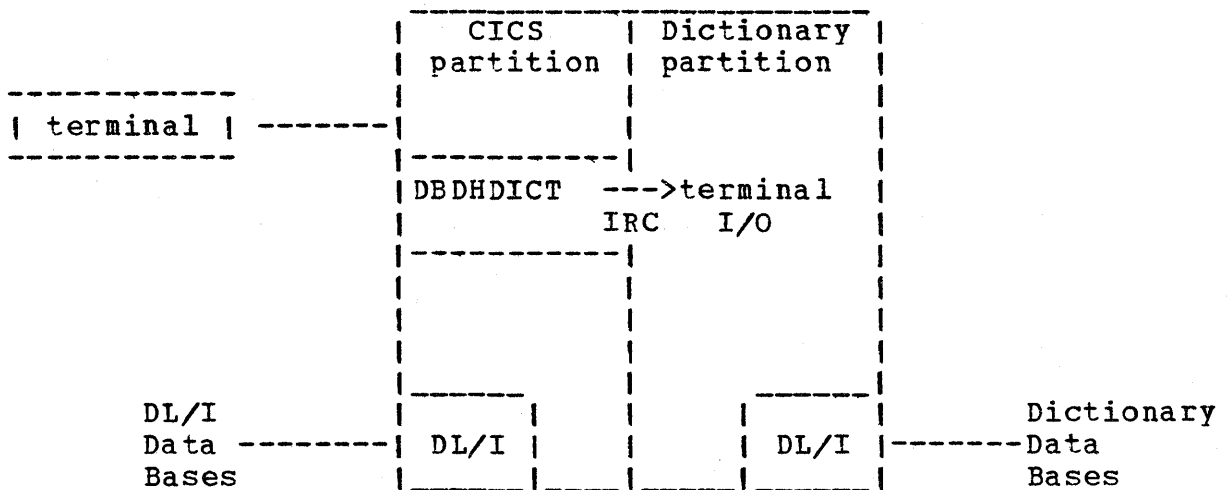 CICS Dictionary
partition partition
terminal
DBDHDICT --->terminal
IRC I/O
DL/I Dictionary
Data DL/I DL/I Data
Bases Bases